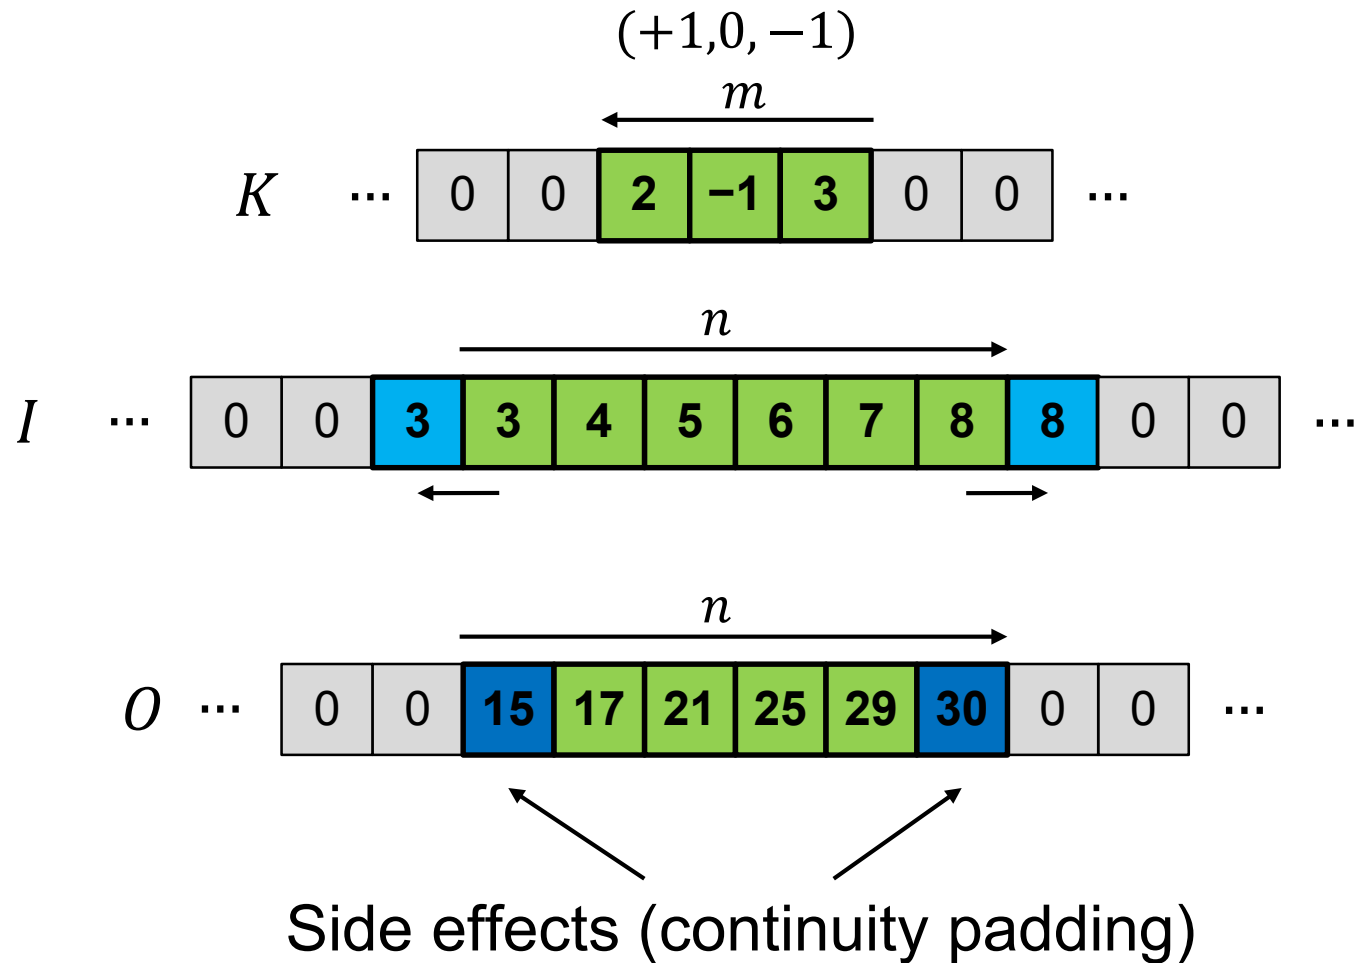 (+1,0,−1)
m
K ... 0 0 2 −1 3 0 0 ...
n
I ... 0 0 3 3 4 5 6 7 8 8 0 0 ...
n
O ... 0 0 15 17 21 25 29 30 0 0 ...
Side effects (continuity padding)